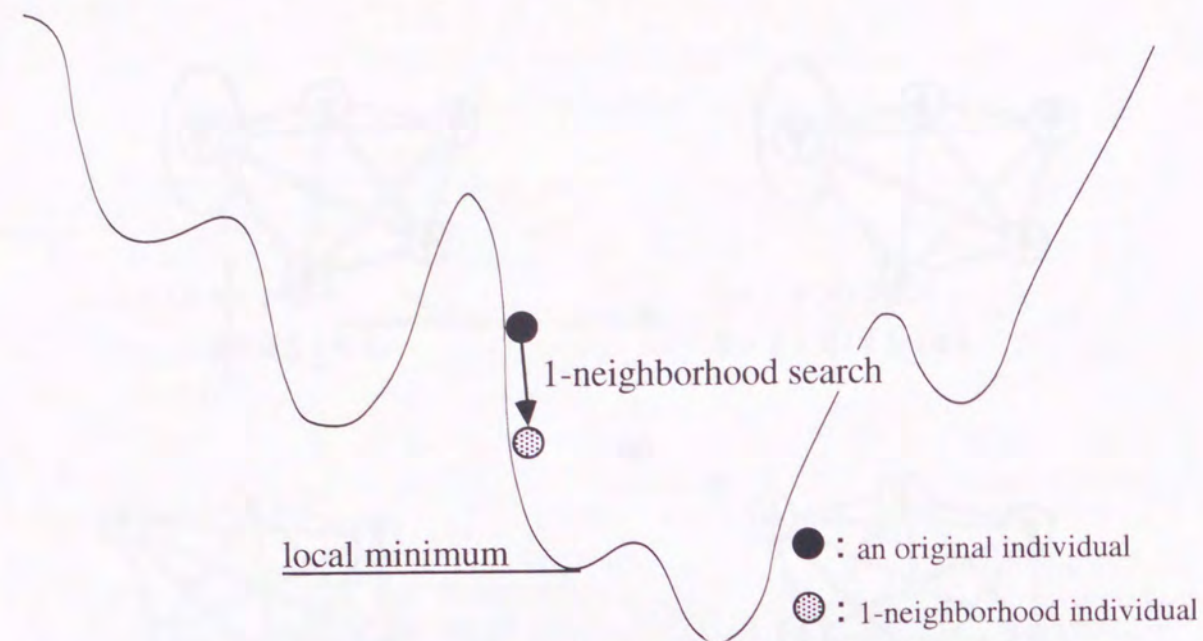 1-neighborhood search
local minimum
: an original individual
: 1-neighborhood individual